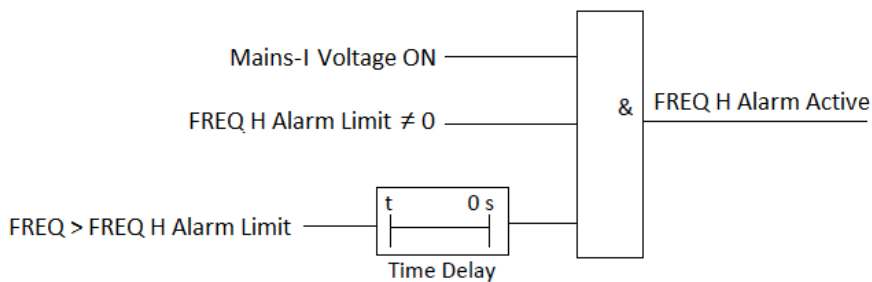 Mains-I Voltage ON
FREQ H Alarm Limit ≠ 0
&
FREQ H Alarm Active
t 0 s
FREQ > FREQ H Alarm Limit
Time Delay